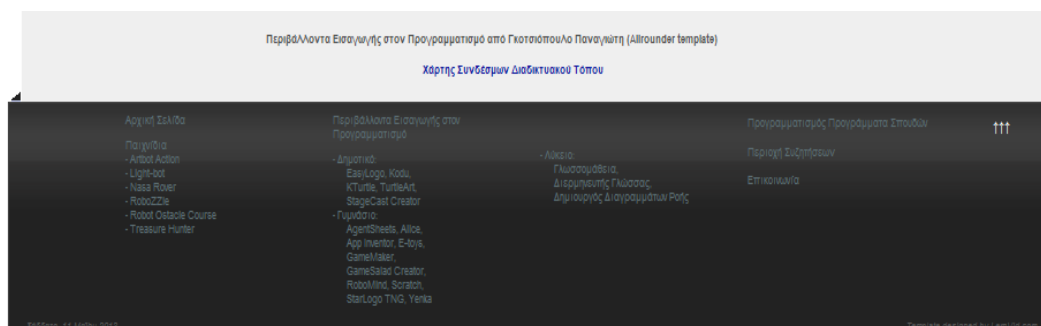 Περιβάλλοντα Εισαγωγής στον Προγραμματισμό από Γκοτσιόπουλο Παναγιώτη (Allrounder template)
Χάρτης Συνδέσμων Διαδικτυακού Τόπου
Αρχική Σελίδα
Παιχνίδια
- Artbot Action
- Light-bot
- Nasa Rover
- RoboZZle
- Robot Ostacle Course
- Treasure Hunter
Περιβάλλοντα Εισαγωγής στον
Προγραμματισμό
- Δημοτικό:
EasyLogo, Kodu,
KTurtle, TurtleArt,
StageCast Creator
- Γυμνάσιο:
AgentSheets, Alice,
App Inventor, E-toys,
GameMaker,
GameSalad Creator,
RoboMind, Scratch,
StarLogo TNG, Yenka
- Λύκειο:
Γλωσσομάθεια,
Διερμηνευτής Γλώσσας,
Δημιουργός Διαγραμμάτων Ροής
Προγραμματισμός Προγράμματα Σπουδών
Περιοχή Συζητήσεων
Επικοινωνία
↑↑↑